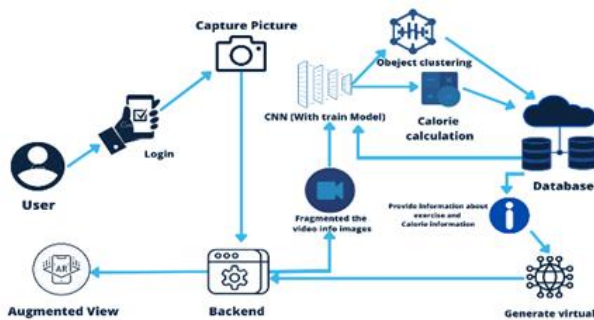 Capture Picture
Obeject clustering
CNN (With train Model)
Calorie
calculation
Login
User
Database
Fragmented the
video info images
Provide information about
exercise and
Calorie information
AR
Augmented View
Backend
Generate virtual